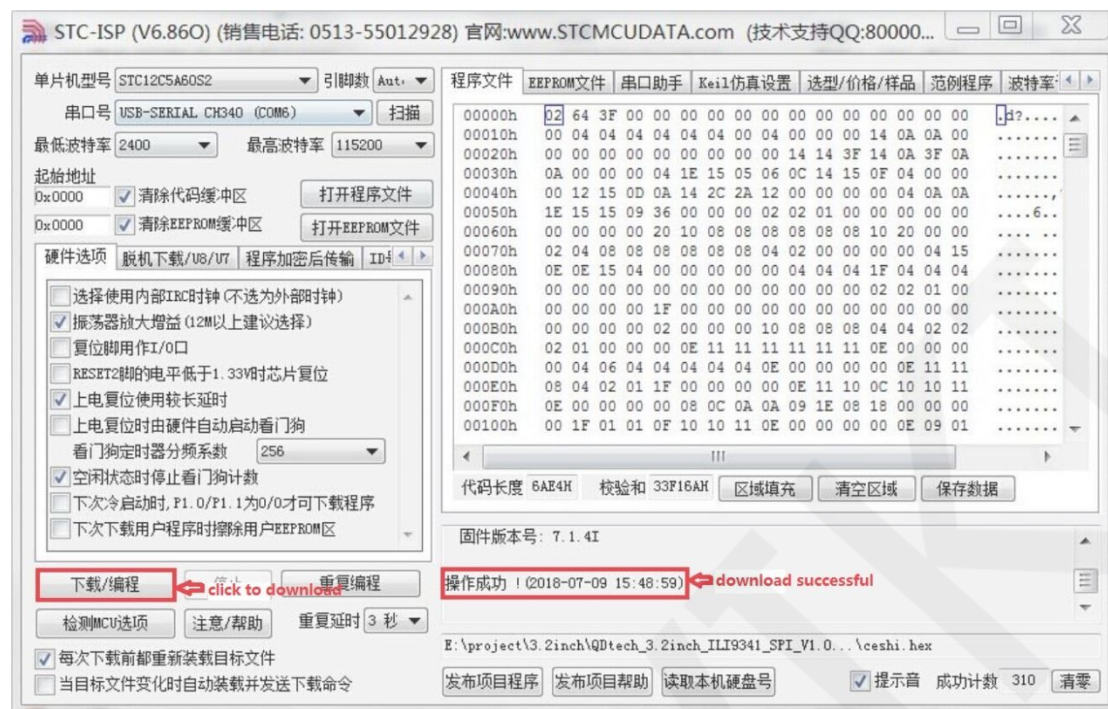 STC-ISP (V6.86O) (销售电话: 0513-55012928) 官网:www.STCMCUDATA.com (技术支持QQ:80000...
单片机型号 STC12C5A60S2 引脚数 Aut
串口号 USB-SERIAL CH340 (COM6) 扫描
最低波特率 2400 最高波特率 115200
起始地址
0x0000 清除代码缓冲区 打开程序文件
0x0000 清除EEPROM缓冲区 打开EEPROM文件
硬件选项 脱机下载/U8/U7 程序加密后传输
选择使用内部IRC时钟(不选为外部时钟)
振荡器放大增益(12M以上建议选择)
复位脚用作I/O口
RESET2脚的电平低于1.33V时芯片复位
上电复位使用较长延时
上电复位时由硬件自动启动看门狗
看门狗定时器分频系数 256
空闲状态时停止看门狗计数
下次冷启动时,P1.0/P1.1为0/0才可下载程序
下次下载用户程序时擦除用户EEPROM区
下载/编程 click to download 重复编程
检测MCU选项 注意/帮助 重复延时 3 秒
每次下载前都重新装载目标文件
当目标文件变化时自动装载并发送下载命令
程序文件 EEPROM文件 串口助手 Keil仿真设置 选型/价格/样品 范例程序 波特率
00000h 02 64 3F 00 00 00 00 00 00 00 00 00 00 00 00 00 .d?....
00010h 00 04 04 04 04 04 04 04 00 04 00 00 00 14 0A 0A 00 .......
00020h 00 00 00 00 00 00 00 00 00 14 14 3F 14 0A 3F 0A .......
00030h 0A 00 00 00 04 1E 15 05 06 0C 14 15 0F 04 00 00 .......
00040h 00 12 15 0D 0A 14 2C 2A 12 00 00 00 00 04 0A 0A ......,
00050h 1E 15 15 09 36 00 00 00 02 02 01 00 00 00 00 00 ....6..
00060h 00 00 00 00 20 10 08 08 08 08 08 08 10 20 00 00 .... ..
00070h 02 04 08 08 08 08 08 08 04 02 00 00 00 00 04 15 .......
00080h 0E 0E 15 04 00 00 00 00 00 04 04 04 1F 04 04 04 .......
00090h 00 00 00 00 00 00 00 00 00 00 00 00 02 02 01 00 .......
000A0h 00 00 00 00 1F 00 00 00 00 00 00 00 00 00 00 00 .......
000B0h 00 00 00 00 02 00 00 00 10 08 08 08 04 04 02 02 .......
000C0h 02 01 00 00 00 0E 11 11 11 11 11 11 0E 00 00 00 .......
000D0h 00 04 06 04 04 04 04 04 0E 00 00 00 00 0E 11 11 .......
000E0h 08 04 02 01 1F 00 00 00 00 0E 11 10 0C 10 10 11 .......
000F0h 0E 00 00 00 00 08 0C 0A 0A 09 1E 08 18 00 00 00 .......
00100h 00 1F 01 01 0F 10 10 11 0E 00 00 00 00 0E 09 01 .......
代码长度 6AE4H 校验和 33F16AH 区域填充 清空区域 保存数据
固件版本号: 7.1.4I
操作成功 !(2018-07-09 15:48:59) download successful
E:\project\3.2inch\QDtech_3.2inch_ILI9341_SPI_V1.0...\ceshi.hex
发布项目程序 发布项目帮助 读取本机硬盘号 提示音 成功计数 310 清零